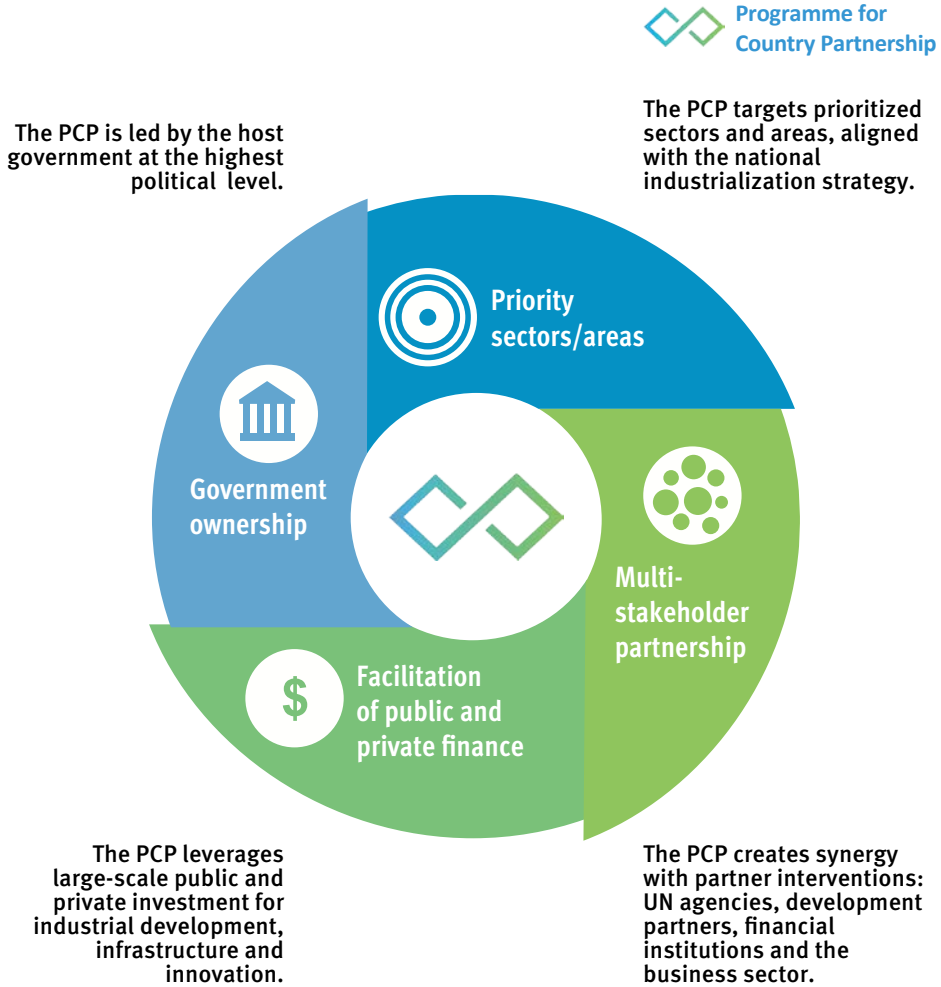 Programme for
Country Partnership
The PCP is led by the host
government at the highest
political level.
The PCP targets prioritized
sectors and areas, aligned
with the national
industrialization strategy.
Priority
sectors/areas
Government
ownership
Multi-
stakeholder
partnership
$
Facilitation
of public and
private finance
The PCP leverages
large-scale public and
private investment for
industrial development,
infrastructure and
innovation.
The PCP creates synergy
with partner interventions:
UN agencies, development
partners, financial
institutions and the
business sector.